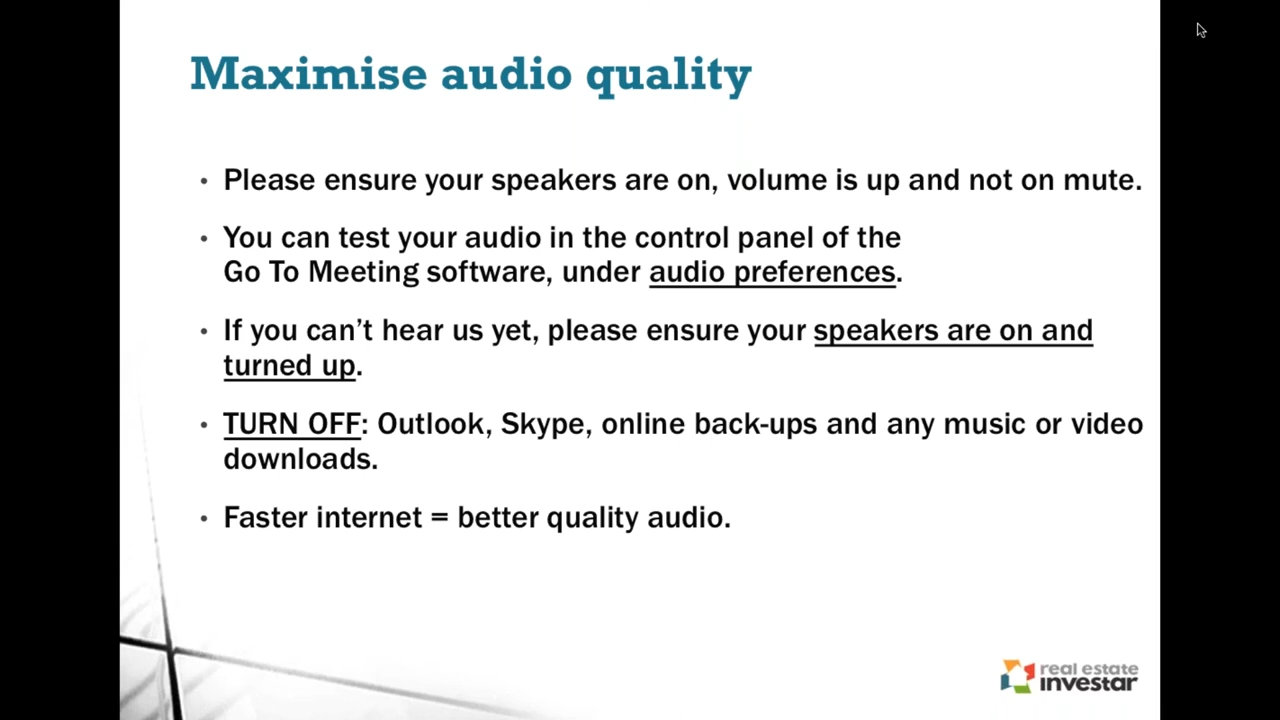 Maximise audio quality
• Please ensure your speakers are on, volume is up and not on mute.
• You can test your audio in the control panel of the
Go To Meeting software, under audio preferences.
• If you can’t hear us yet, please ensure your speakers are on and
turned up.
• TURN OFF: Outlook, Skype, online back-ups and any music or video
downloads.
• Faster internet = better quality audio.
real estate
investar